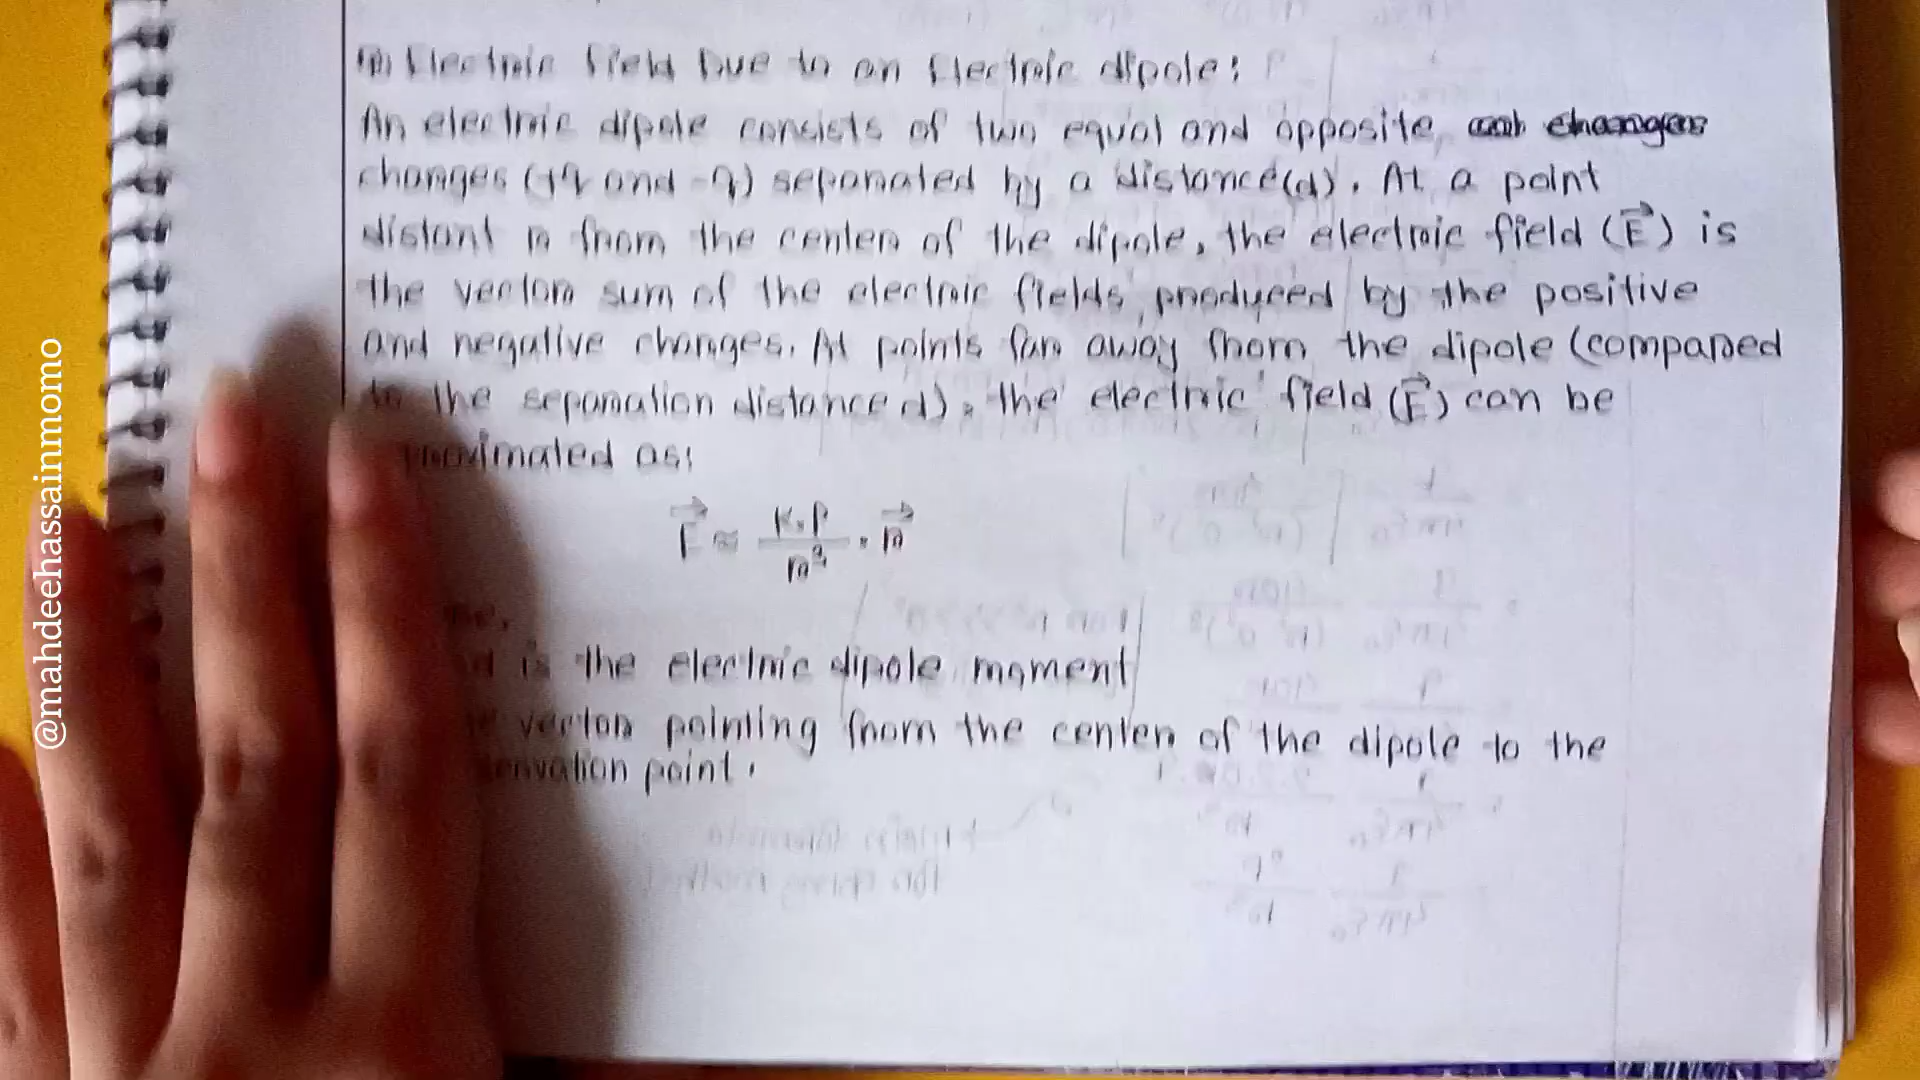 Electric field Due to an Electric dipole:
An electric dipole consists of two equal and opposite,
charges (+q and -q) separated by a distance(d). At a point
distant r from the center of the dipole, the electric field (E⃗) is
the vector sum of the electric fields produced by the positive
and negative charges. At points far away from the dipole (compared
the separation distance d), the electric field (E⃗) can be
as:
E⃗ ≈ K.P/r³ . r⃗
d is the electric dipole moment
vector pointing from the center of the dipole to the
point.
@mahdeehassainmomo